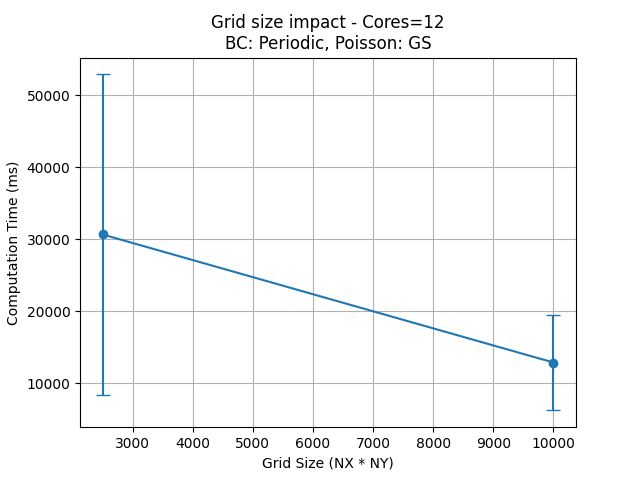 Grid size impact - Cores=12
BC: Periodic, Poisson: GS
50000
40000
30000
20000
10000
Computation Time (ms)
3000 4000 5000 6000 7000 8000 9000 10000
Grid Size (NX * NY)